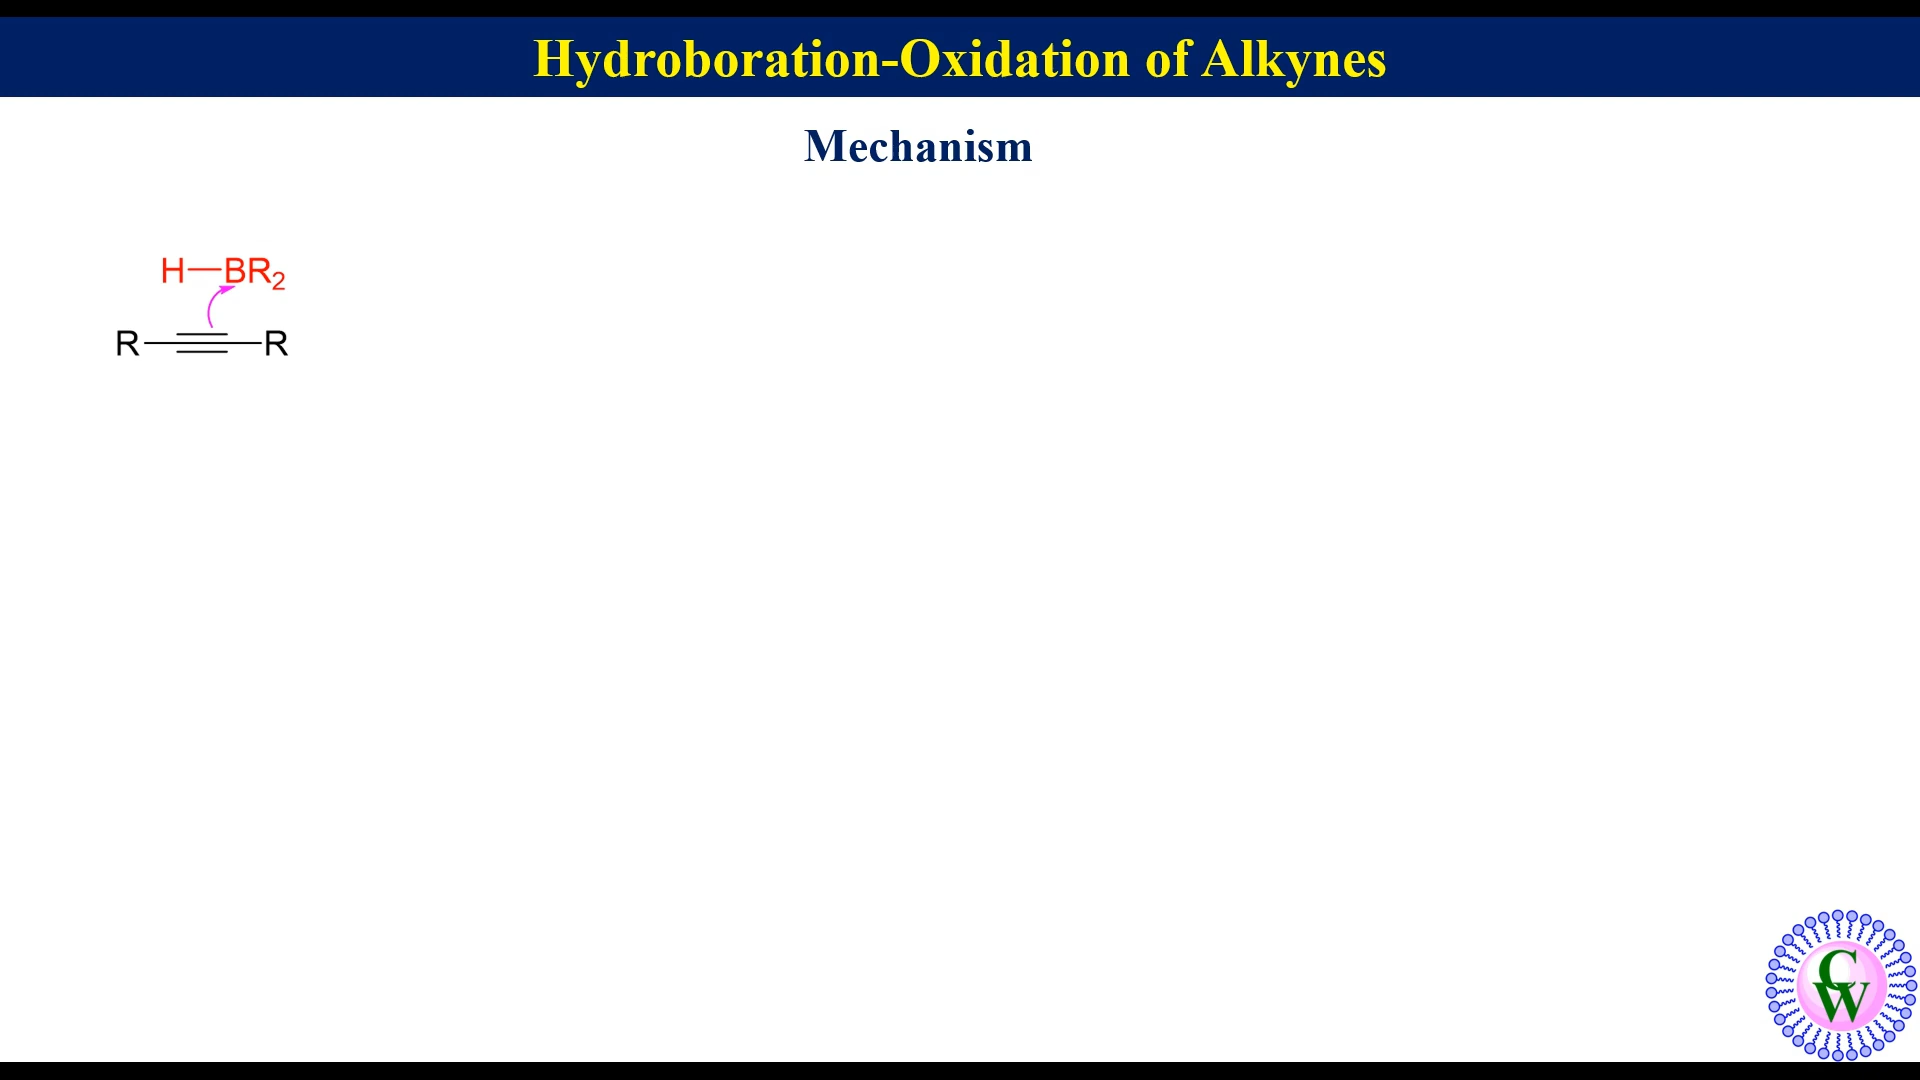 Hydroboration-Oxidation of Alkynes
Mechanism
H—BR₂
R—≡—R
CW